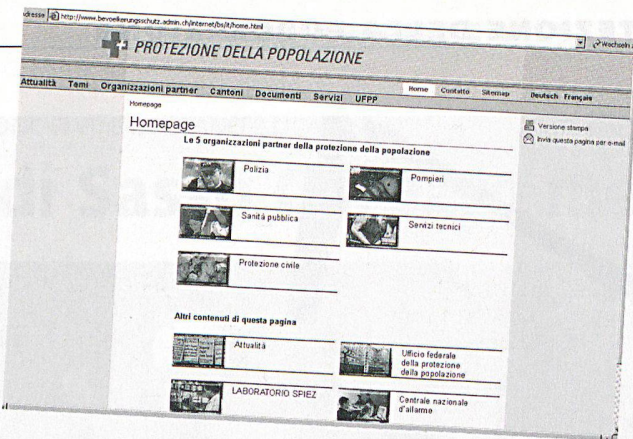 dresse http://www.bevoelkerungsschutz.admin.ch/internet/bs/it/home.html
Wechseln
PROTEZIONE DELLA POPOLAZIONE
Attualità Temi Organizzazioni partner Cantoni Documenti Servizi UFPP Home Contatto Sitemap Deutsch Français
Homepage
Homepage
Versione stampa
Invia questa pagina per e-mail
Le 5 organizzazioni partner della protezione della popolazione
Polizia
Pompieri
Sanità pubblica
Servizi tecnici
Protezione civile
Altri contenuti di questa pagina
Attualità
Ufficio federale
della protezione
della popolazione
LABORATORIO SPIEZ
Centrale nazionale
d'allarme